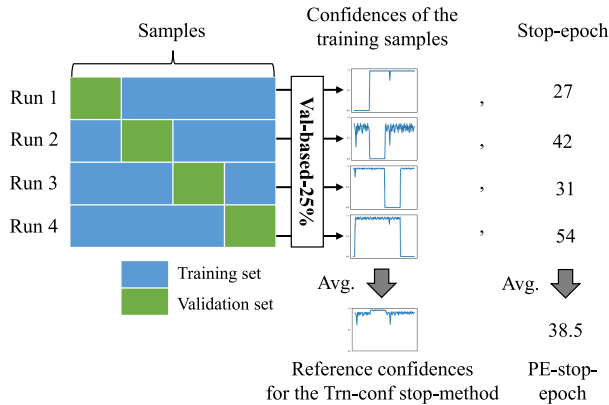 Samples
Confidences of the
training samples
Stop-epoch
Run 1
Run 2
Run 3
Run 4
Val-based-25%
,
27
,
42
,
31
,
54
Training set
Validation set
Avg.
Avg.
38.5
Reference confidences
for the Trn-conf stop-method
PE-stop-
epoch